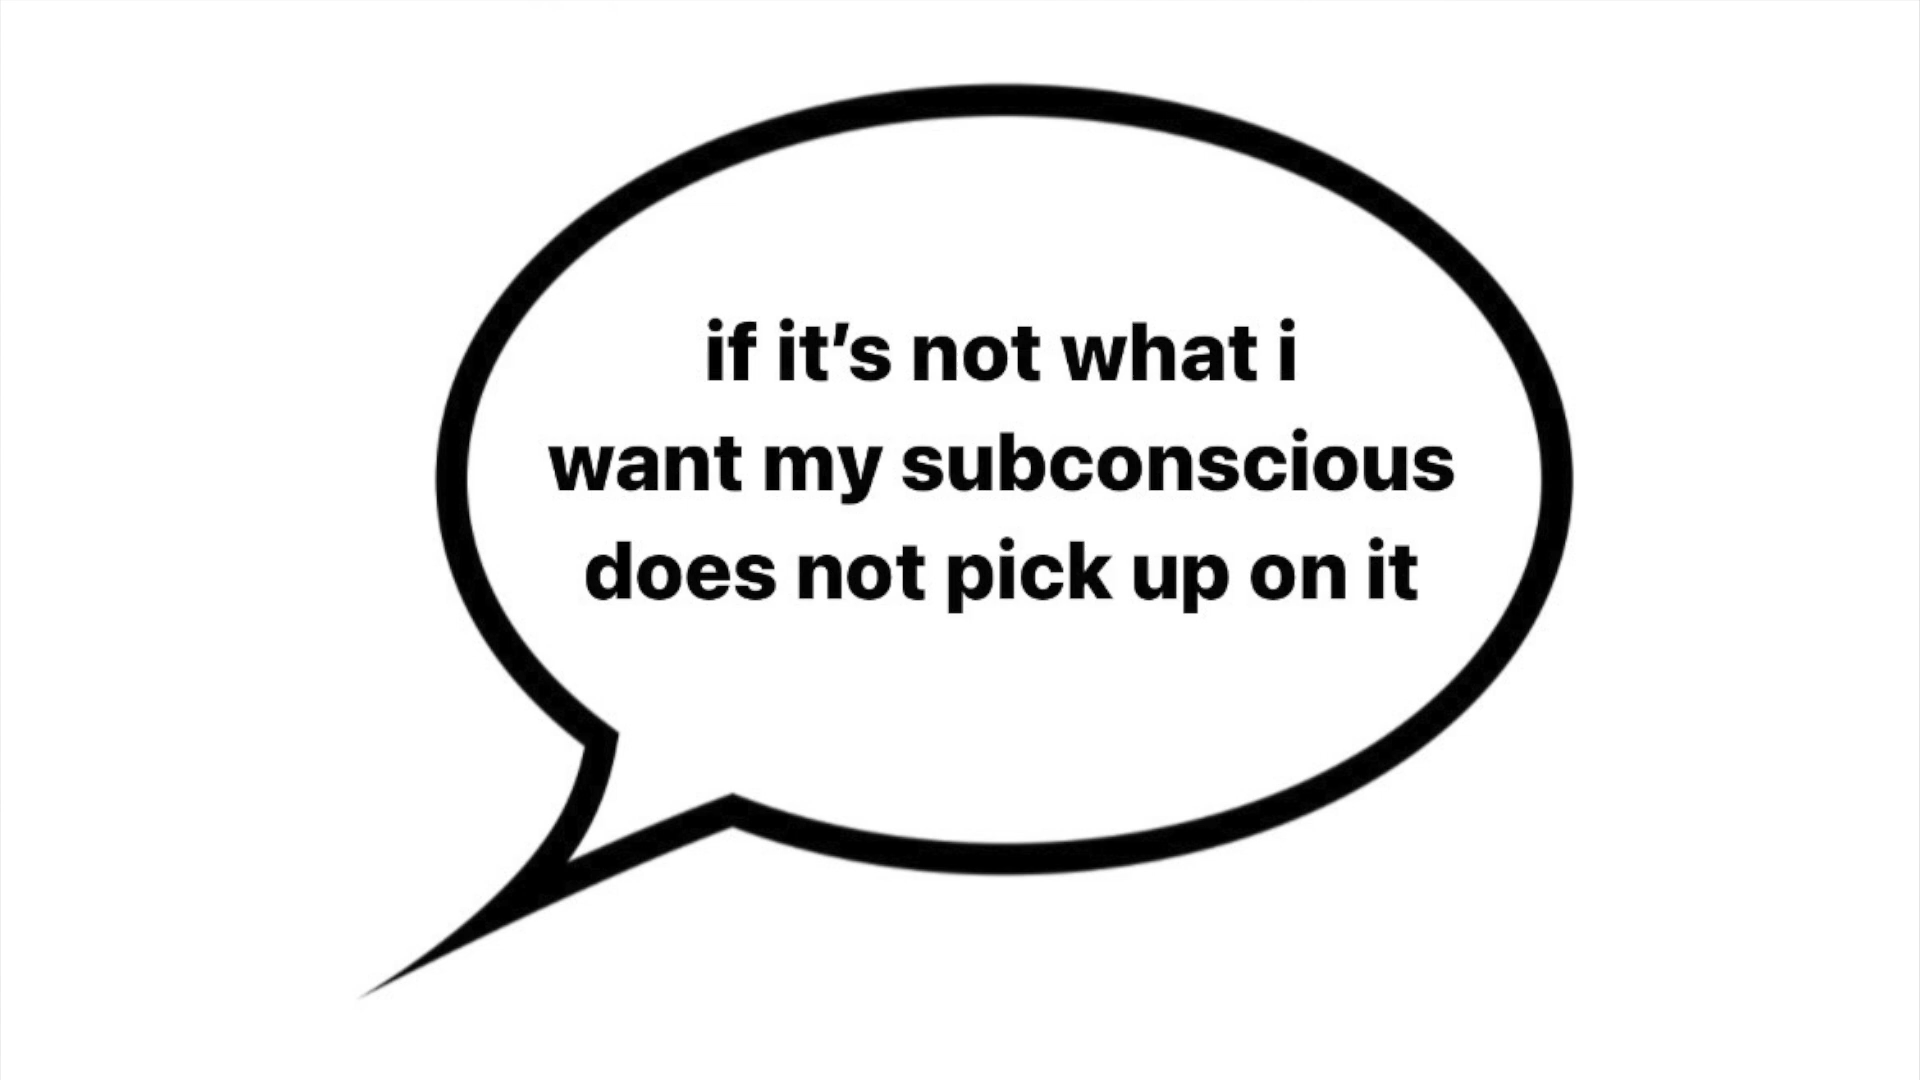 if it’s not what i
want my subconscious
does not pick up on it